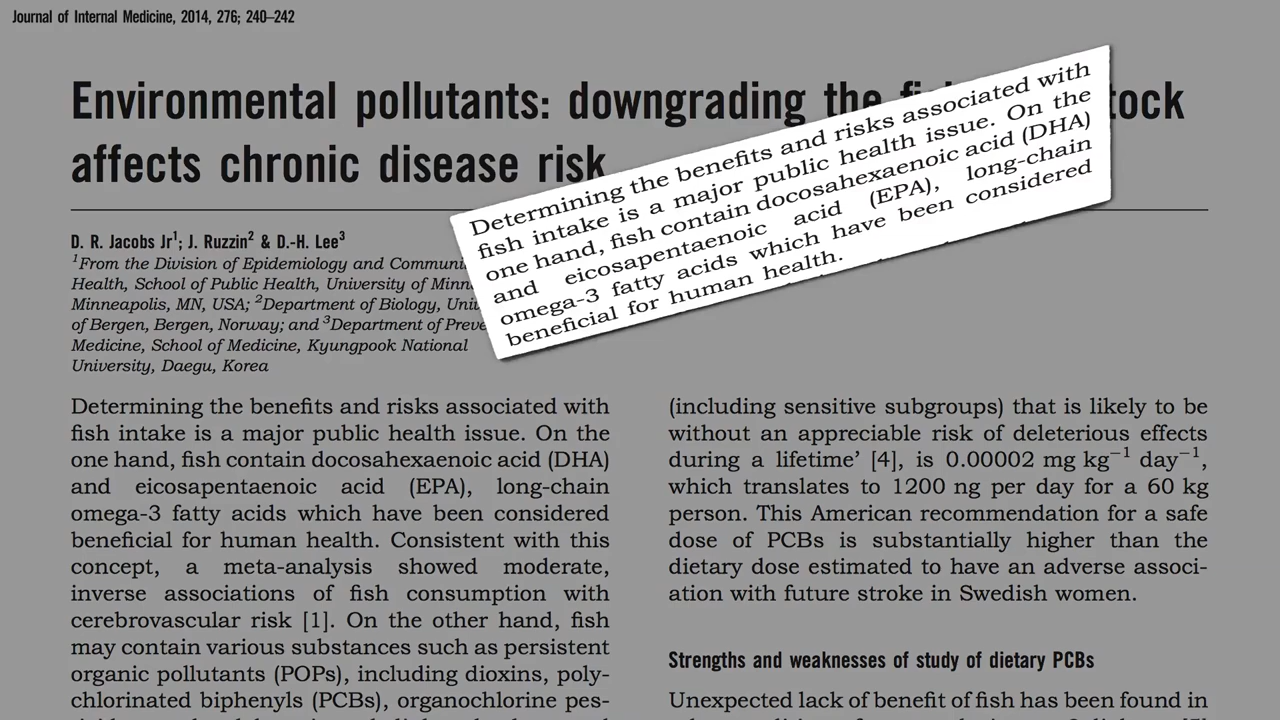 Journal of Internal Medicine, 2014, 276; 240–242
Environmental pollutants: downgrading the tock
affects chronic disease risk
Determining the benefits and risks associated with
fish intake is a major public health issue. On the
one hand, fish contain docosahexaenoic acid (DHA)
and eicosapentaenoic acid (EPA), long-chain
omega-3 fatty acids which have been considered
beneficial for human health.
D. R. Jacobs Jr¹; J. Ruzzin² & D.-H. Lee³
¹From the Division of Epidemiology and Communi
Health, School of Public Health, University of Minn
Minneapolis, MN, USA; ²Department of Biology, Uni
of Bergen, Bergen, Norway; and ³Department of Preve
Medicine, School of Medicine, Kyungpook National
University, Daegu, Korea
Determining the benefits and risks associated with
fish intake is a major public health issue. On the
one hand, fish contain docosahexaenoic acid (DHA)
and eicosapentaenoic acid (EPA), long-chain
omega-3 fatty acids which have been considered
beneficial for human health. Consistent with this
concept, a meta-analysis showed moderate,
inverse associations of fish consumption with
cerebrovascular risk [1]. On the other hand, fish
may contain various substances such as persistent
organic pollutants (POPs), including dioxins, poly-
chlorinated biphenyls (PCBs), organochlorine pes-
(including sensitive subgroups) that is likely to be
without an appreciable risk of deleterious effects
during a lifetime’ [4], is 0.00002 mg kg⁻¹ day⁻¹,
which translates to 1200 ng per day for a 60 kg
person. This American recommendation for a safe
dose of PCBs is substantially higher than the
dietary dose estimated to have an adverse associ-
ation with future stroke in Swedish women.
Strengths and weaknesses of study of dietary PCBs
Unexpected lack of benefit of fish has been found in